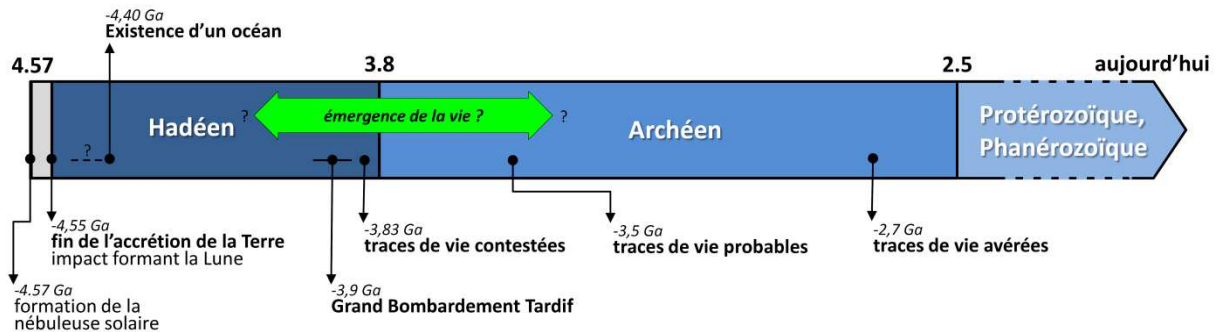 -4,40 Ga
Existence d'un océan
4.57
3.8
2.5
aujourd'hui
Hadéen
?
émergence de la vie ?
?
Archéen
Protérozoïque,
Phanérozoïque
?
-4,55 Ga
fin de l'accrétion de la Terre
impact formant la Lune
-3,83 Ga
traces de vie contestées
-3,5 Ga
traces de vie probables
-2,7 Ga
traces de vie avérées
-4.57 Ga
formation de la
nébuleuse solaire
-3,9 Ga
Grand Bombardement Tardif